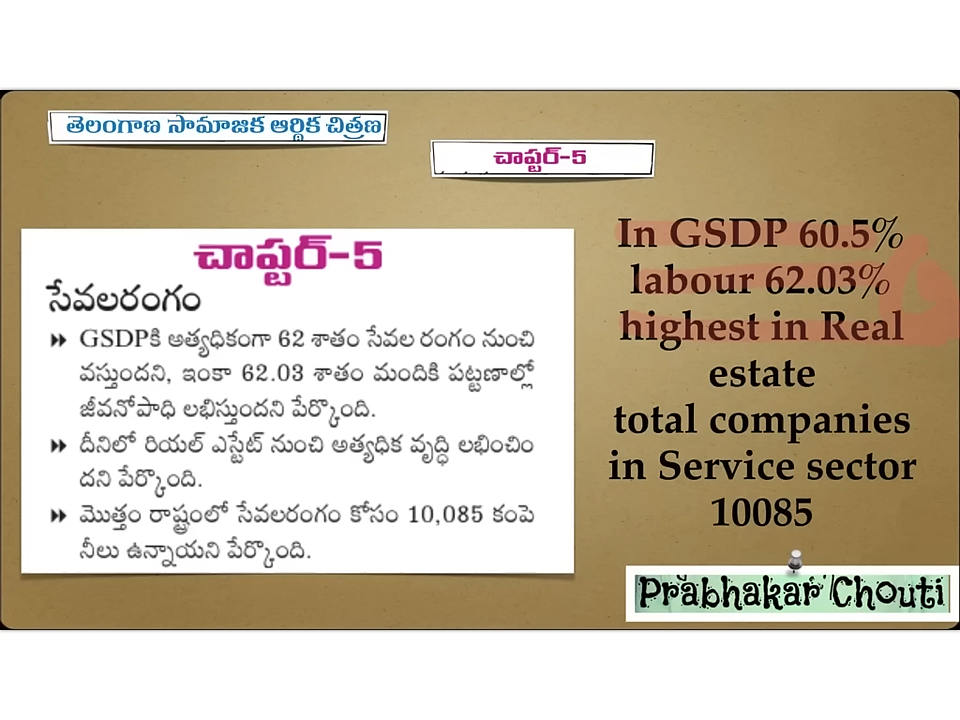 తెలంగాణ సామాజిక ఆర్థిక చిత్రణ
చాప్టర్-5
చాప్టర్-5
సేవలరంగం
GSDPకి అత్యధికంగా 62 శాతం సేవల రంగం నుంచి
వస్తుందని, ఇంకా 62.03 శాతం మందికి పట్టణాల్లో
జీవనోపాధి లభిస్తుందని పేర్కొంది.
దీనిలో రియల్ ఎస్టేట్ నుంచి అత్యధిక వృద్ధి లభించిం
దని పేర్కొంది.
మొత్తం రాష్ట్రంలో సేవలరంగం కోసం 10,085 కంపె
నీలు ఉన్నాయని పేర్కొంది.
In GSDP 60.5%
labour 62.03%
highest in Real
estate
total companies
in Service sector
10085
Prabhakar Chouti